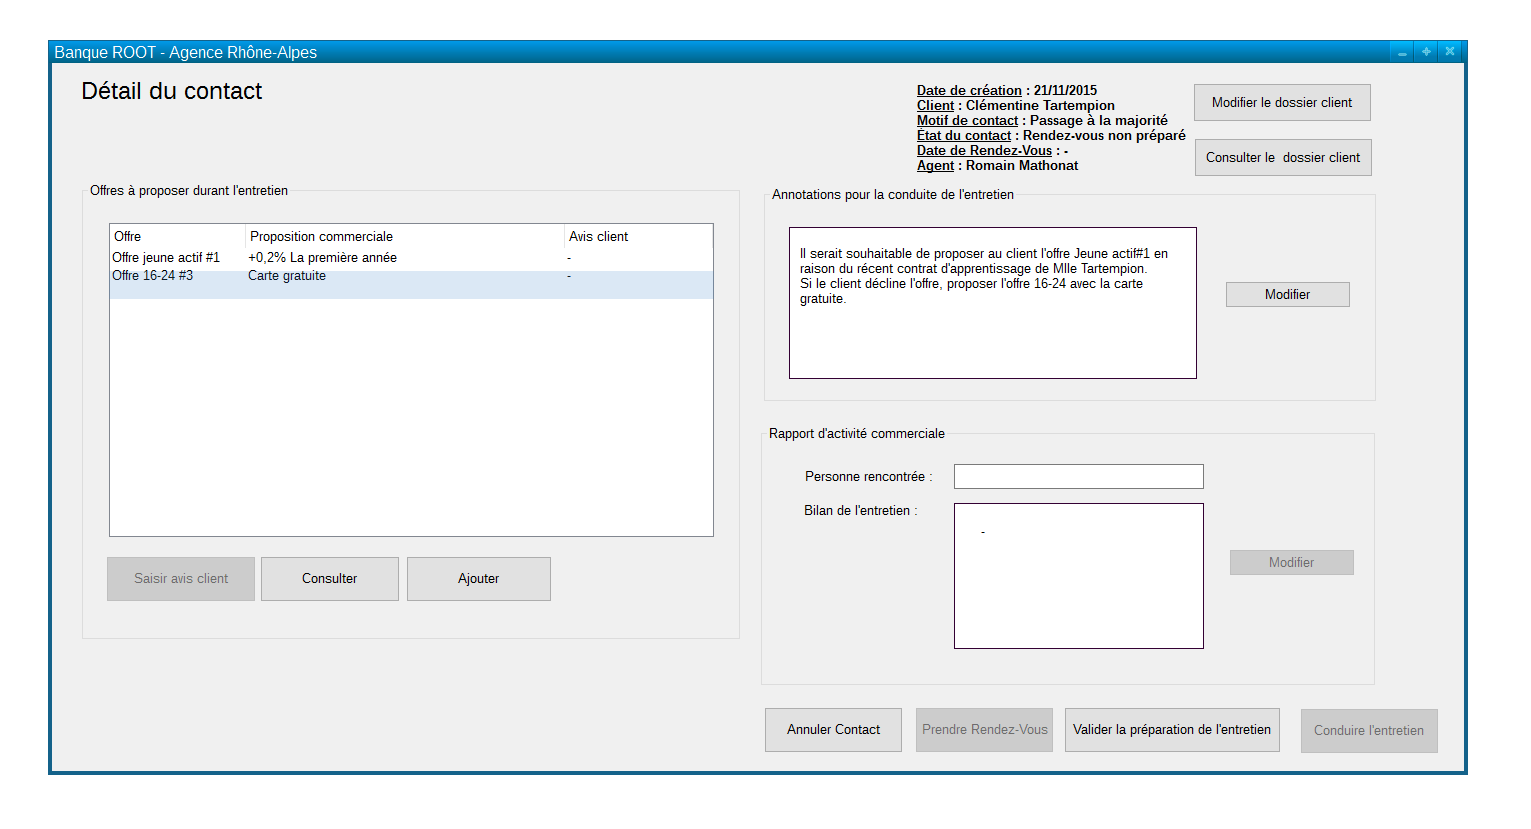 Banque ROOT - Agence Rhône-Alpes
Détail du contact
Date de création : 21/11/2015
Client : Clémentine Tartempion
Motif de contact : Passage à la majorité
État du contact : Rendez-vous non préparé
Date de Rendez-Vous : -
Agent : Romain Mathonat
Modifier le dossier client
Consulter le  dossier client
Offres à proposer durant l'entretien
Offre Proposition commerciale Avis client
Offre jeune actif #1 +0,2% La première année -
Offre 16-24 #3 Carte gratuite -
Saisir avis client Consulter Ajouter
Annotations pour la conduite de l'entretien
Il serait souhaitable de proposer au client l'offre Jeune actif#1 en
raison du récent contrat d'apprentissage de Mlle Tartempion.
Si le client décline l'offre, proposer l'offre 16-24 avec la carte
gratuite.
Modifier
Rapport d'activité commerciale
Personne rencontrée :
Bilan de l'entretien :
-
Modifier
Annuler Contact Prendre Rendez-Vous Valider la préparation de l'entretien Conduire l'entretien